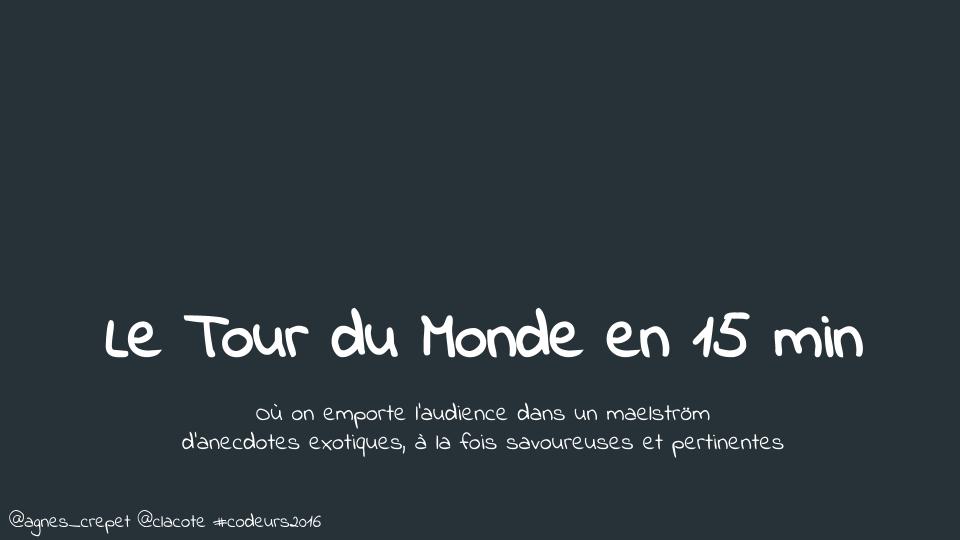 Le Tour du Monde en 15 min
Où on emporte l'audience dans un maelström
d'anecdotes exotiques, à la fois savoureuses et pertinentes
@agnes_crepet @clacote #codeurs2016